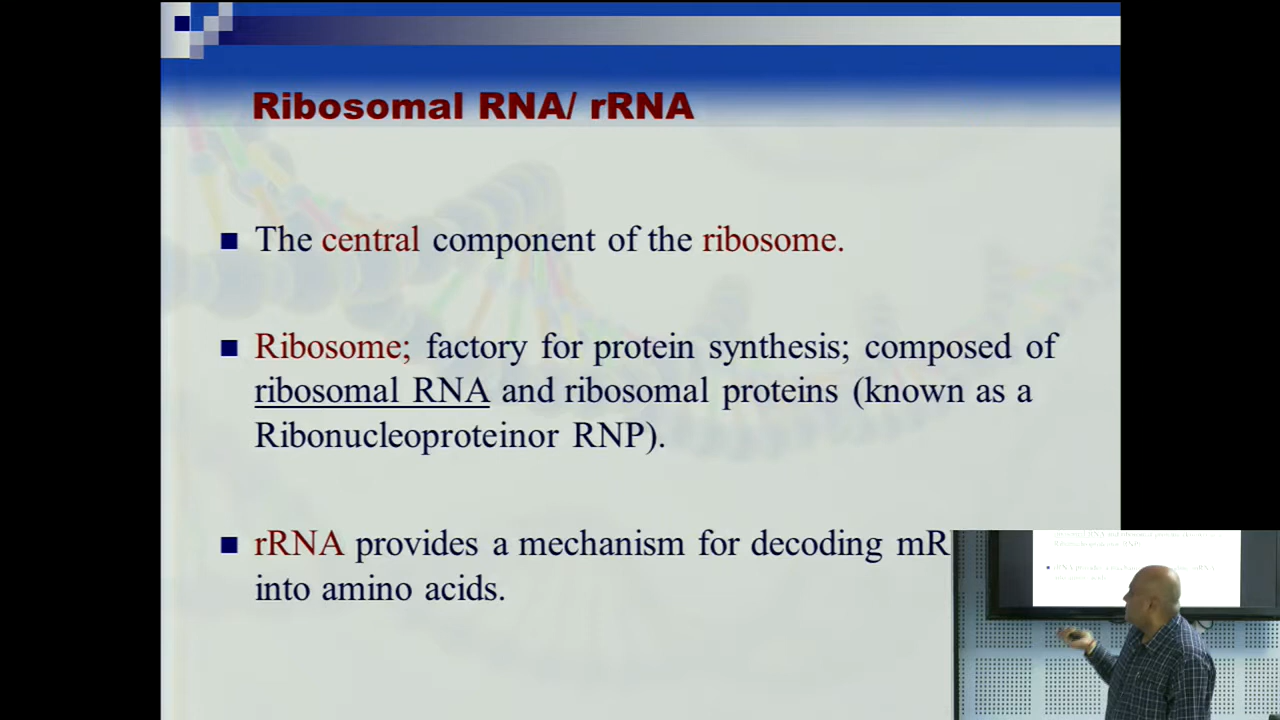 Ribosomal RNA/ rRNA
The central component of the ribosome.
Ribosome; factory for protein synthesis; composed of
ribosomal RNA and ribosomal proteins (known as a
Ribonucleoproteinor RNP).
rRNA provides a mechanism for decoding mR
into amino acids.